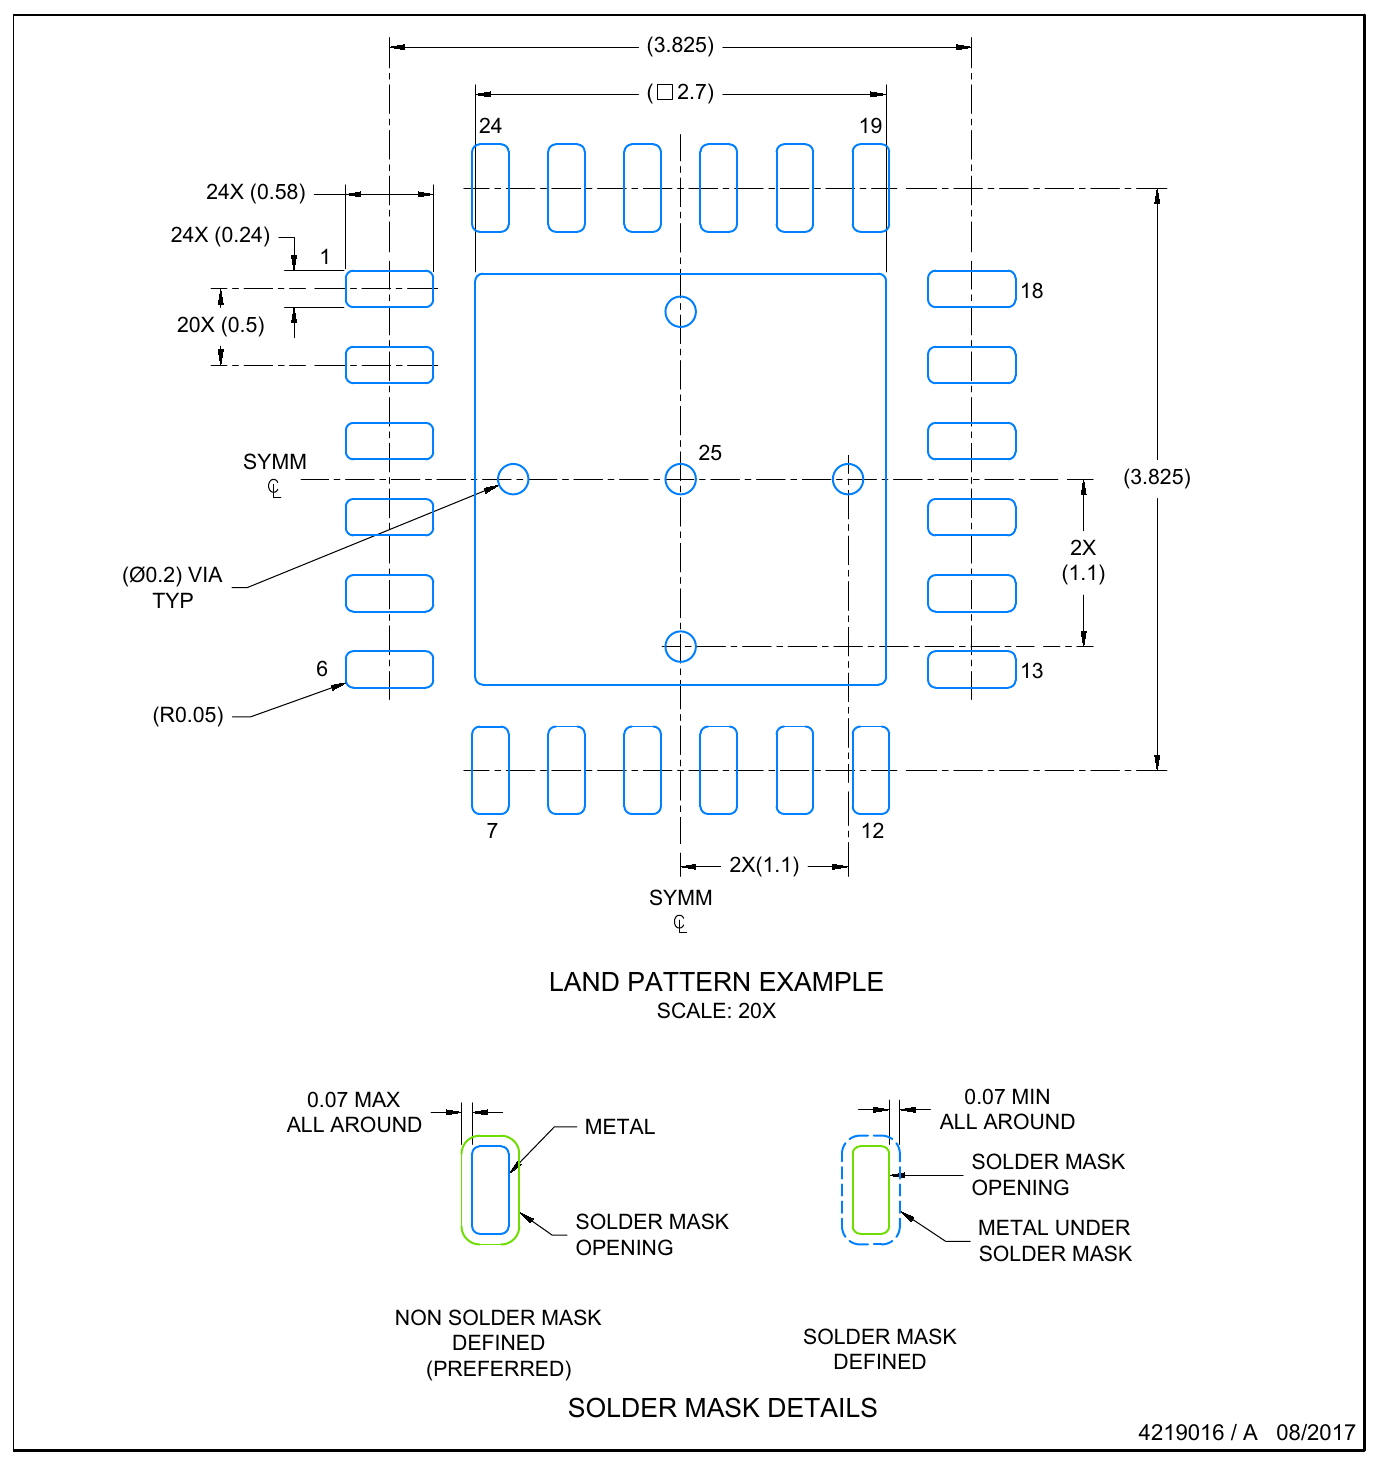 (3.825)
(□2.7)
24
19
24X (0.58)
24X (0.24)
1
18
20X (0.5)
25
SYMM
℄
(3.825)
2X
(1.1)
(Ø0.2) VIA
TYP
6
13
(R0.05)
7
12
2X(1.1)
SYMM
℄
LAND PATTERN EXAMPLE
SCALE: 20X
0.07 MAX
ALL AROUND
METAL
SOLDER MASK
OPENING
NON SOLDER MASK
DEFINED
(PREFERRED)
0.07 MIN
ALL AROUND
SOLDER MASK
OPENING
METAL UNDER
SOLDER MASK
SOLDER MASK
DEFINED
SOLDER MASK DETAILS
4219016 / A 08/2017